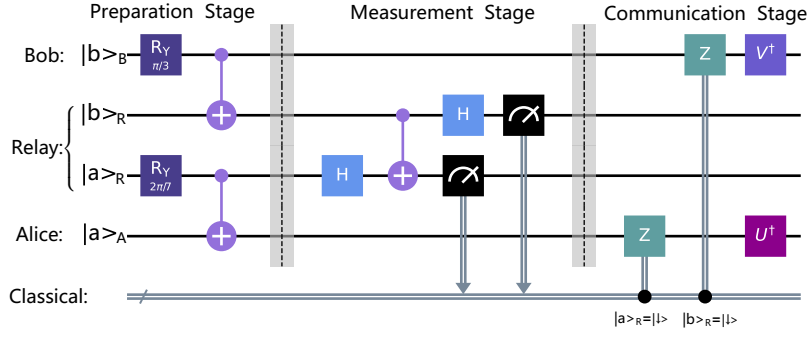 Preparation Stage Measurement Stage Communication Stage
Bob: |b>B RY π/3 Z V†
|b>R H
Relay:
|a>R RY 2π/7 H
Alice: |a>A Z U†
Classical:
|a>R=|↓> |b>R=|↓>